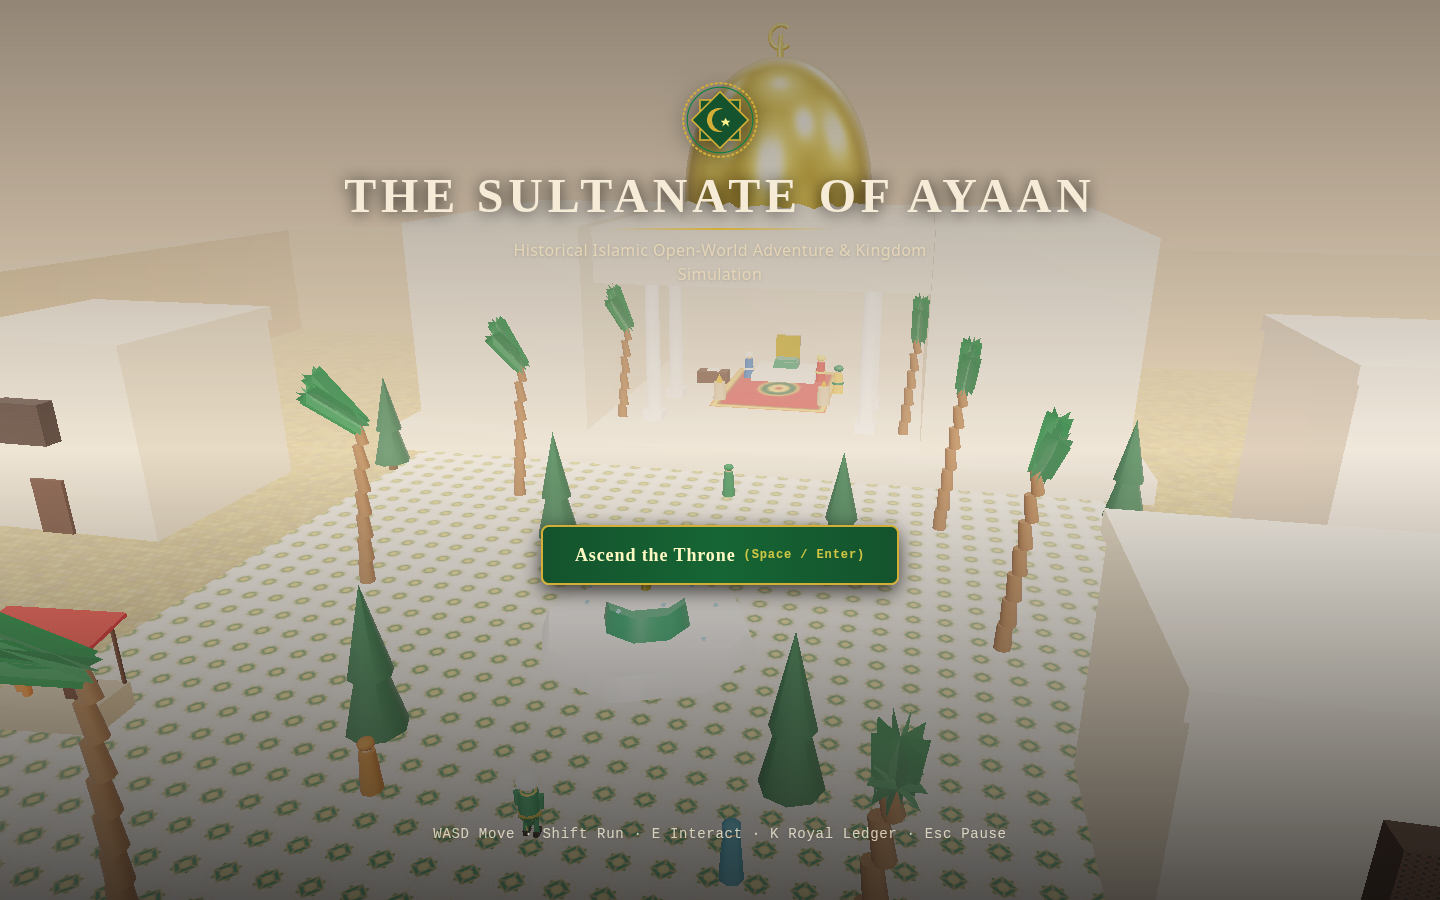 THE SULTANATE OF AYAAN
Historical Islamic Open-World Adventure & Kingdom
Simulation
Ascend the Throne (Space / Enter)
WASD Move · Shift Run · E Interact · K Royal Ledger · Esc Pause